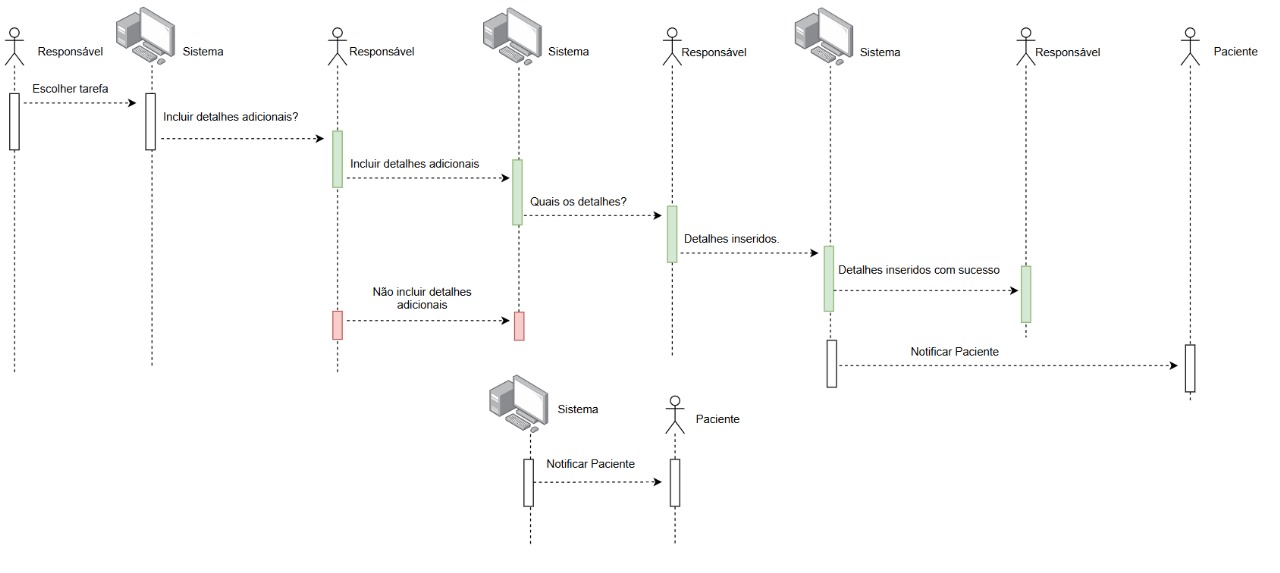 Responsável
Sistema
Responsável
Sistema
Responsável
Sistema
Responsável
Paciente
Escolher tarefa
Incluir detalhes adicionais?
Incluir detalhes adicionais
Quais os detalhes?
Detalhes inseridos.
Detalhes inseridos com sucesso
Não incluir detalhes
adicionais
Notificar Paciente
Sistema
Paciente
Notificar Paciente